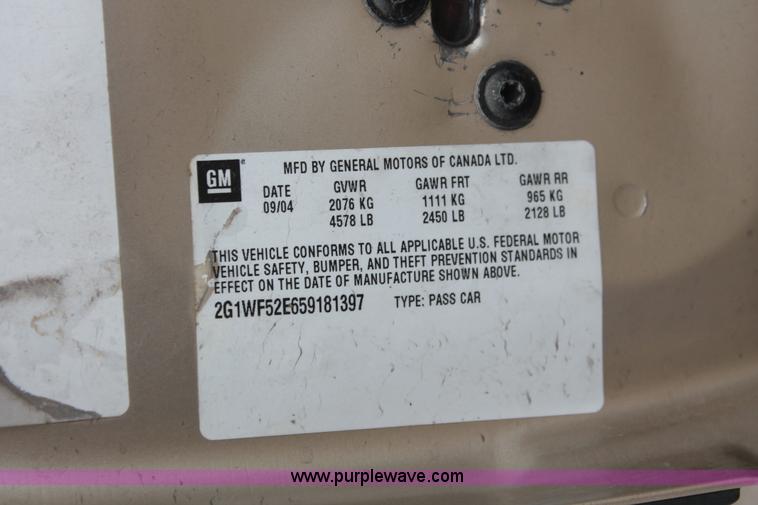 GM
MFD BY GENERAL MOTORS OF CANADA LTD.
DATE GVWR GAWR FRT GAWR RR
09/04 2076 KG 1111 KG 965 KG
4578 LB 2450 LB 2128 LB
THIS VEHICLE CONFORMS TO ALL APPLICABLE U.S. FEDERAL MOTOR
VEHICLE SAFETY, BUMPER, AND THEFT PREVENTION STANDARDS IN
EFFECT ON THE DATE OF MANUFACTURE SHOWN ABOVE.
2G1WF52E659181397 TYPE: PASS CAR
www.purplewave.com